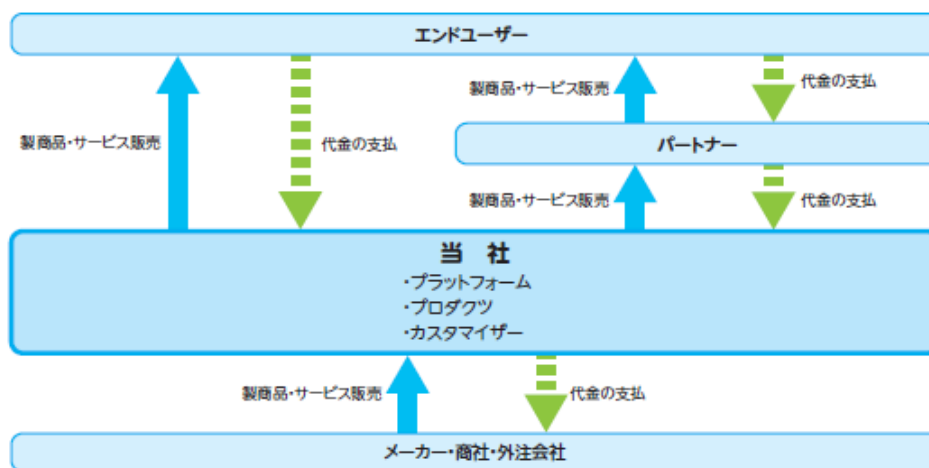 エンドユーザー
製商品・サービス販売
代金の支払
製商品・サービス販売
代金の支払
パートナー
製商品・サービス販売
代金の支払
当 社
・プラットフォーム
・プロダクツ
・カスタマイザー
製商品・サービス販売
代金の支払
メーカー・商社・外注会社